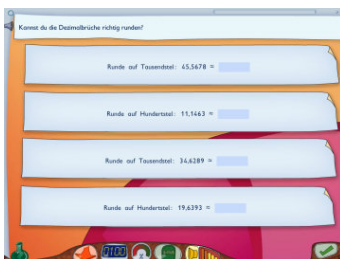 Kannst du die Dezimalbrüche richtig runden?
Runde auf Tausendstel: 45,5678 ≈
Runde auf Hundertstel: 11,1463 ≈
Runde auf Tausendstel: 34,6289 ≈
Runde auf Hundertstel: 19,6393 ≈
01:00